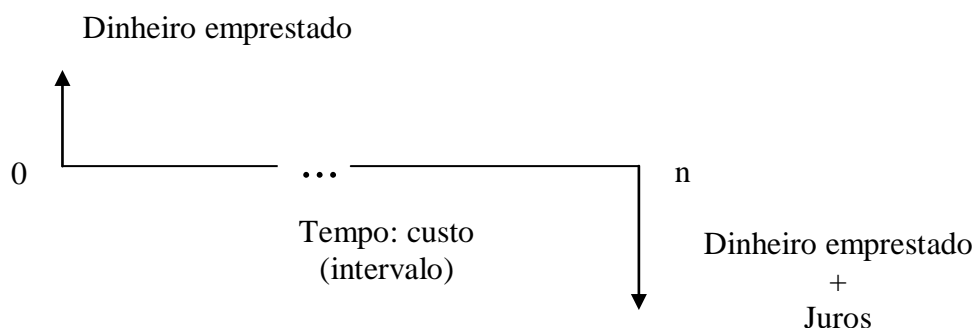 Dinheiro emprestado
0
...
n
Tempo: custo
(intervalo)
Dinheiro emprestado
+
Juros